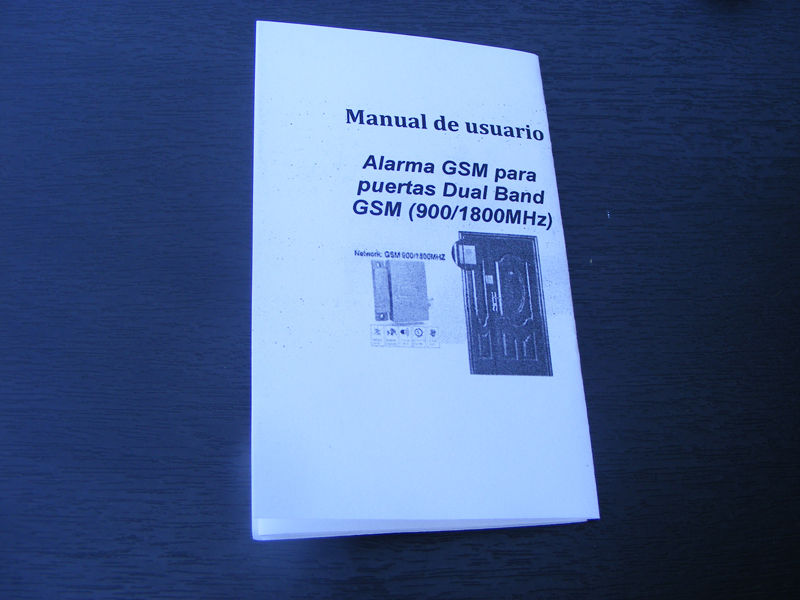 Manual de usuario
Alarma GSM para
puertas Dual Band
GSM (900/1800MHz)
Network: GSM 900/1800MHZ